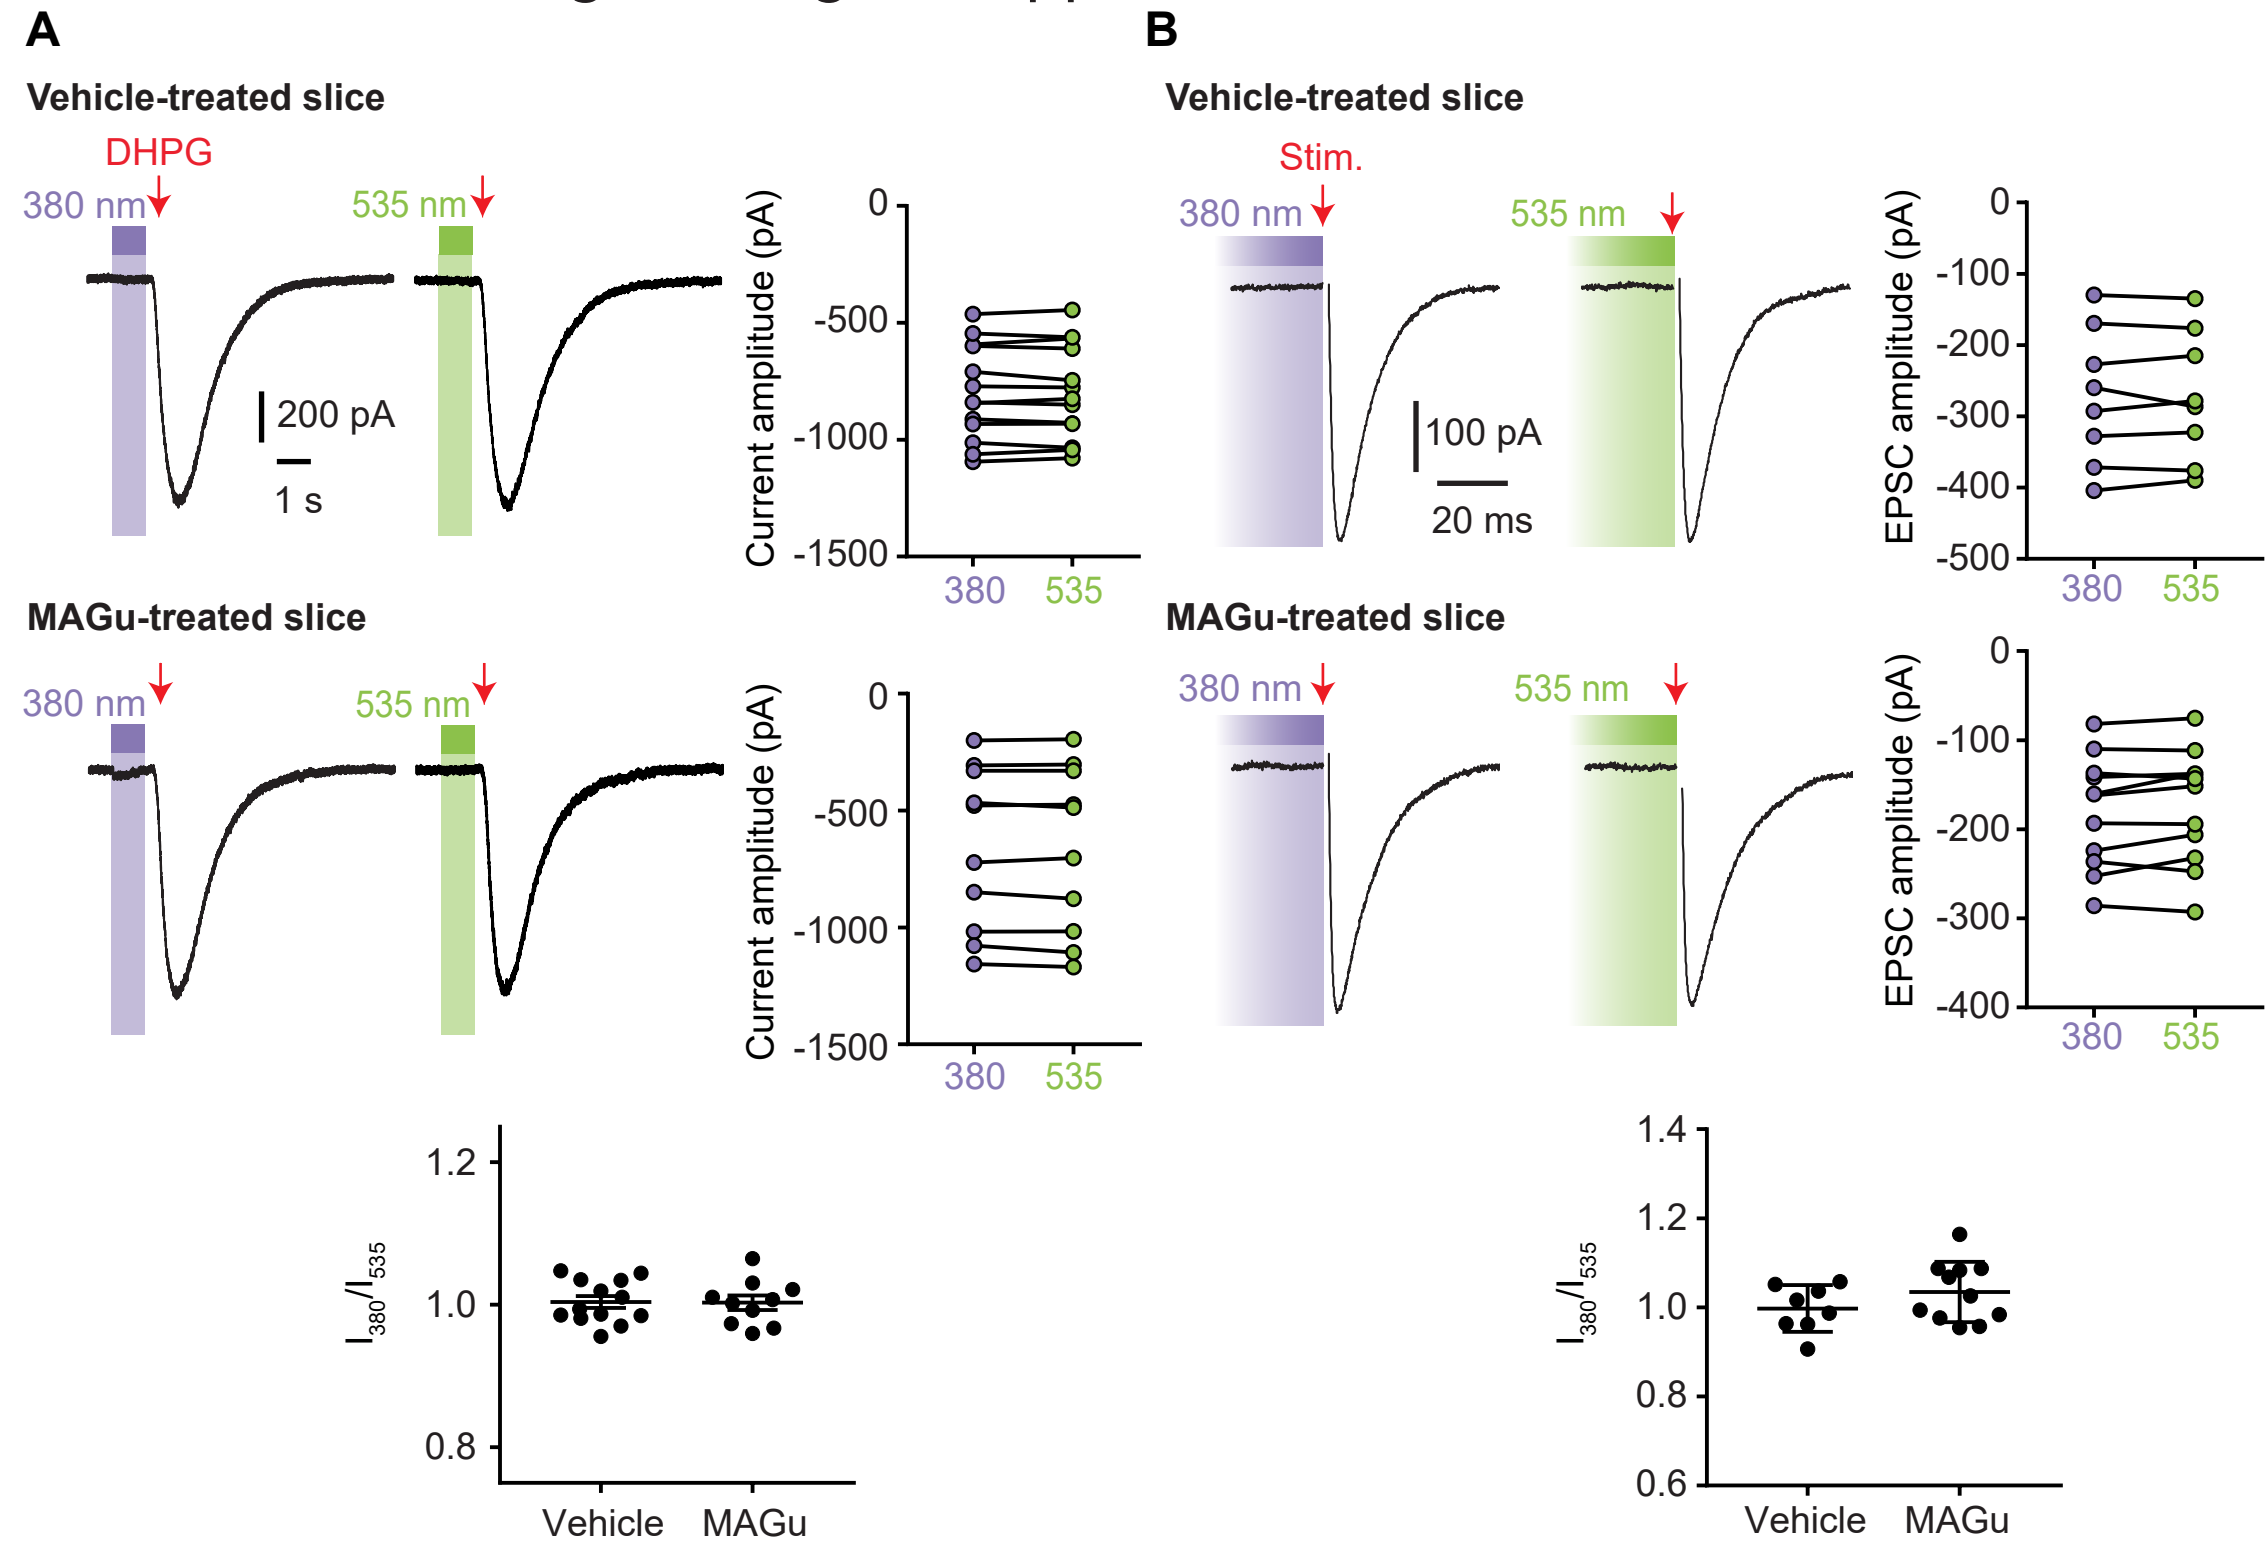 A
Vehicle-treated slice
DHPG
380 nm
535 nm
200 pA
1 s
Current amplitude (pA)
0
-500
-1000
-1500
380
535
MAGu-treated slice
380 nm
535 nm
Current amplitude (pA)
0
-500
-1000
-1500
380
535
I380/I535
1.2
1.0
0.8
Vehicle
MAGu
B
Vehicle-treated slice
Stim.
380 nm
535 nm
100 pA
20 ms
EPSC amplitude (pA)
0
-100
-200
-300
-400
-500
380
535
MAGu-treated slice
380 nm
535 nm
EPSC amplitude (pA)
0
-100
-200
-300
-400
380
535
I380/I535
1.4
1.2
1.0
0.8
0.6
Vehicle
MAGu